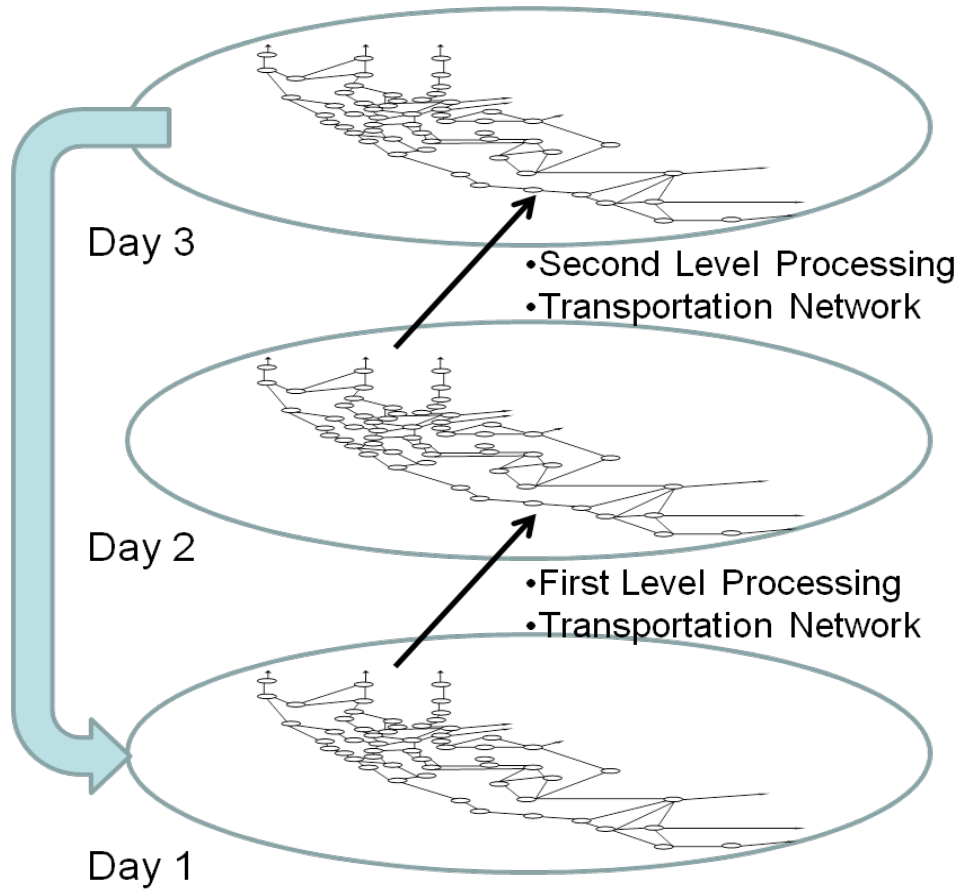 Day 3
•Second Level Processing
•Transportation Network
Day 2
•First Level Processing
•Transportation Network
Day 1